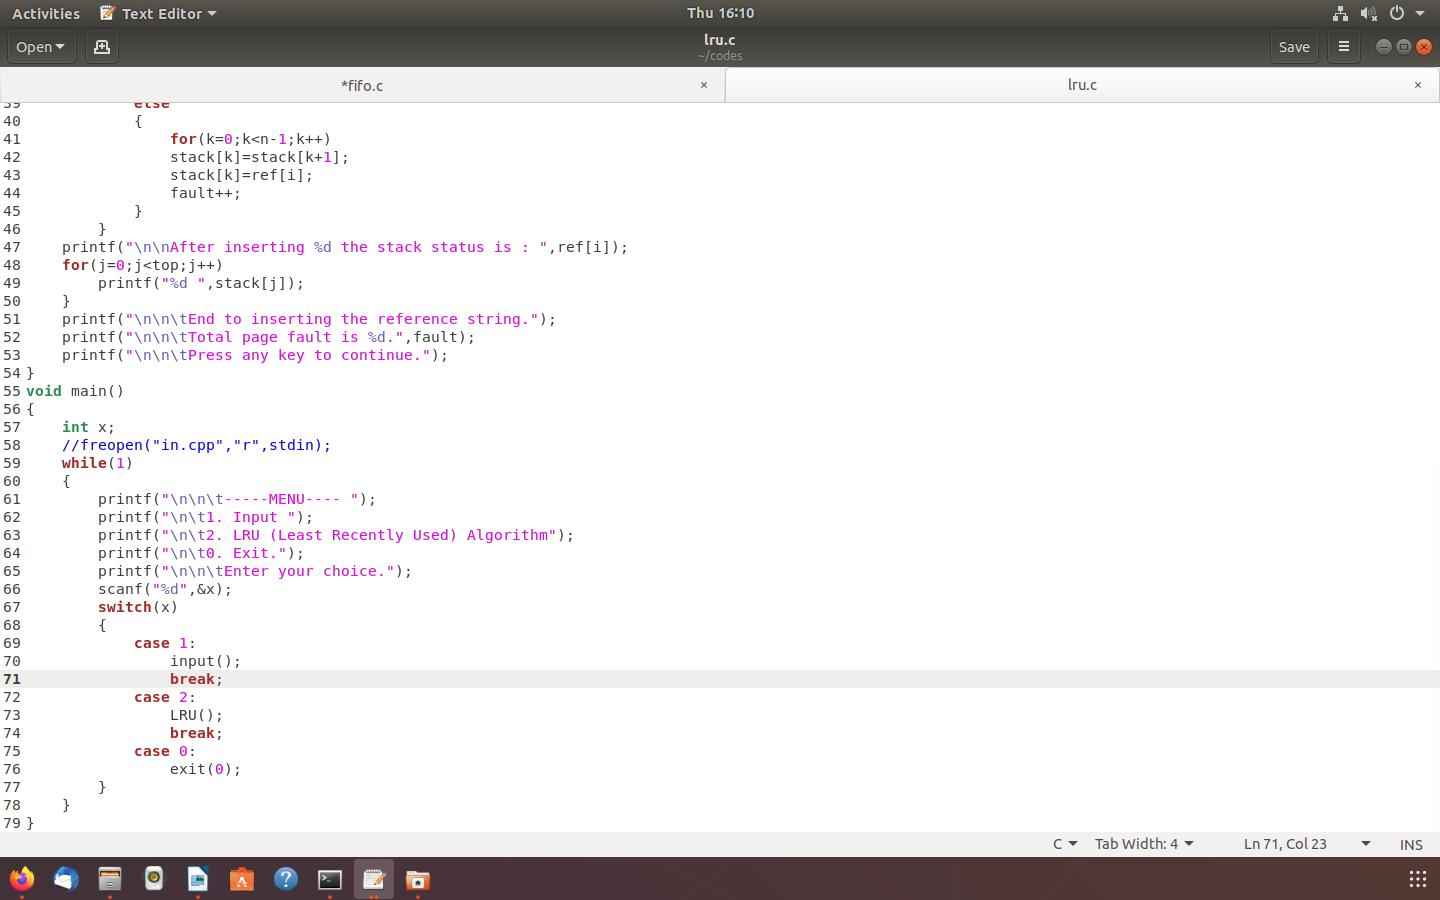 Activities Text Editor Thu 16:10
Open lru.c Save
~/codes
*fifo.c × lru.c ×
39 else
40 {
41 for(k=0;k<n-1;k++)
42 stack[k]=stack[k+1];
43 stack[k]=ref[i];
44 fault++;
45 }
46 }
47 printf("\n\nAfter inserting %d the stack status is : ",ref[i]);
48 for(j=0;j<top;j++)
49 printf("%d ",stack[j]);
50 }
51 printf("\n\n\tEnd to inserting the reference string.");
52 printf("\n\n\tTotal page fault is %d.",fault);
53 printf("\n\n\tPress any key to continue.");
54 }
55 void main()
56 {
57 int x;
58 //freopen("in.cpp","r",stdin);
59 while(1)
60 {
61 printf("\n\n\t-----MENU---- ");
62 printf("\n\t1. Input ");
63 printf("\n\t2. LRU (Least Recently Used) Algorithm");
64 printf("\n\t0. Exit.");
65 printf("\n\n\tEnter your choice.");
66 scanf("%d",&x);
67 switch(x)
68 {
69 case 1:
70 input();
71 break;
72 case 2:
73 LRU();
74 break;
75 case 0:
76 exit(0);
77 }
78 }
79 }
C Tab Width: 4 Ln 71, Col 23 INS